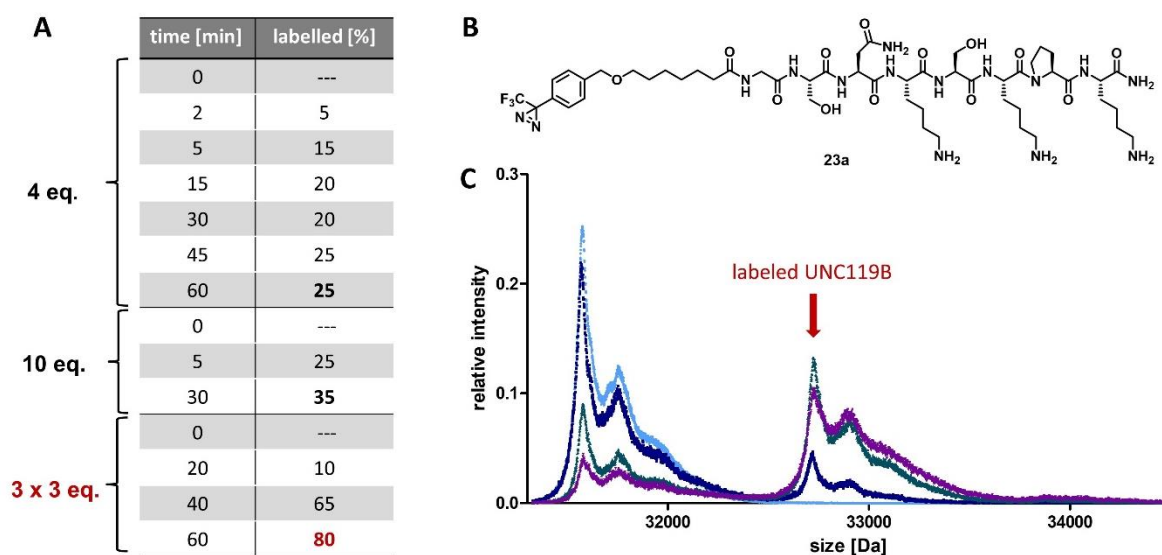 A
time [min] labelled [%]
4 eq.
0 ---
2 5
5 15
15 20
30 20
45 25
60 25
10 eq.
0 ---
5 25
30 35
3 x 3 eq.
0 ---
20 10
40 65
60 80
B
F3C
N=N
O
O
N
H
O
H
N
OH
O
N
H
O
NH2
O
H
N
NH2
O
N
H
OH
O
H
N
NH2
O
N
O
H
N
NH2
O
NH2
23a
C
relative intensity
0.3
0.2
0.1
0.0
labeled UNC119B
32000 33000 34000
size [Da]